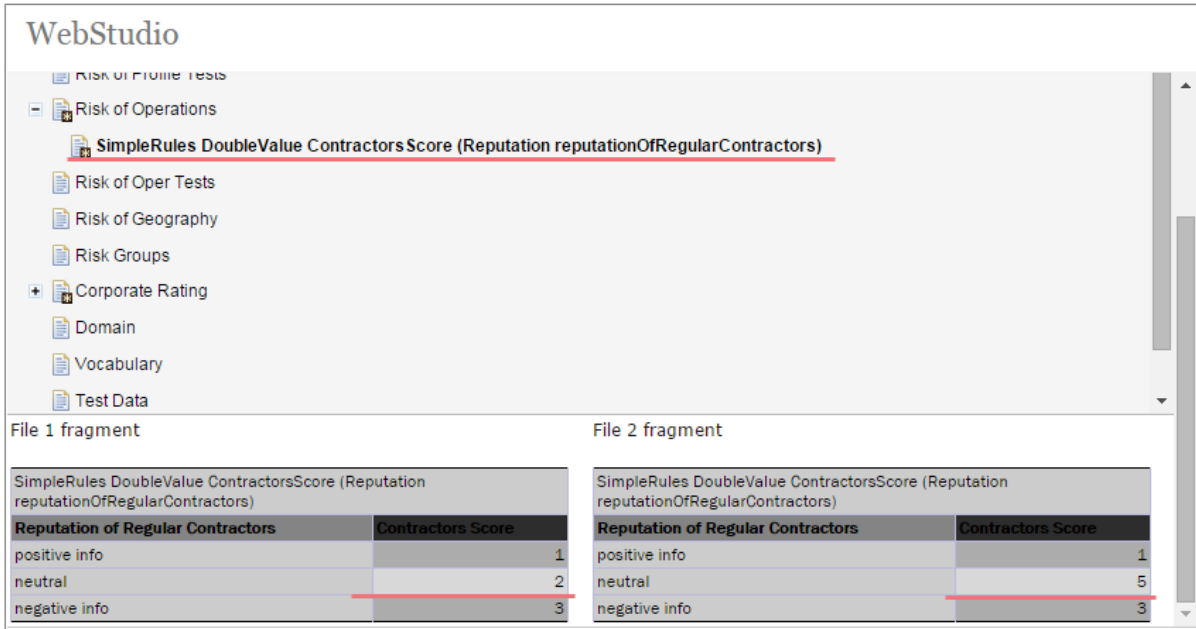 WebStudio
Risk of Profile Tests
Risk of Operations
SimpleRules DoubleValue ContractorsScore (Reputation reputationOfRegularContractors)
Risk of Oper Tests
Risk of Geography
Risk Groups
Corporate Rating
Domain
Vocabulary
Test Data
File 1 fragment
SimpleRules DoubleValue ContractorsScore (Reputation
reputationOfRegularContractors)
Reputation of Regular Contractors Contractors Score
positive info 1
neutral 2
negative info 3
File 2 fragment
SimpleRules DoubleValue ContractorsScore (Reputation
reputationOfRegularContractors)
Reputation of Regular Contractors Contractors Score
positive info 1
neutral 5
negative info 3